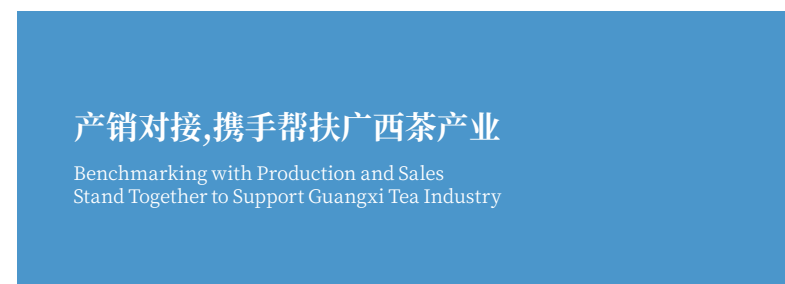 产销对接,携手帮扶广西茶产业
Benchmarking with Production and Sales
Stand Together to Support Guangxi Tea Industry